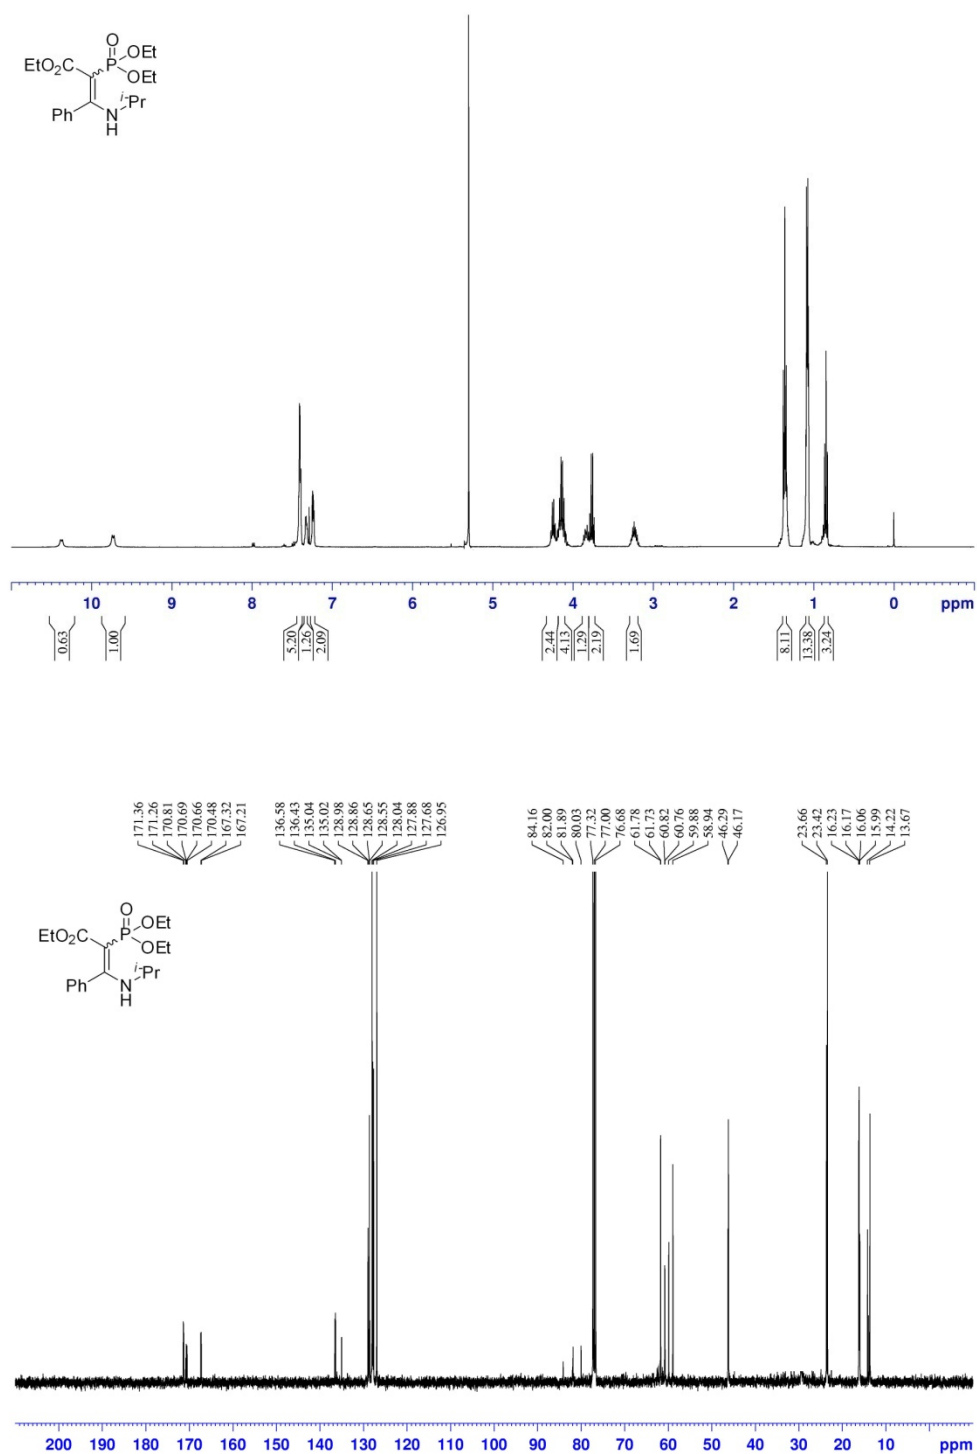 O
EtO2C P OEt
OEt
i-Pr
Ph N
H
10 9 8 7 6 5 4 3 2 1 0 ppm
0.63 1.00 5.20 1.26 2.09 2.44 4.13 1.29 2.19 1.69 8.11 13.38 3.24
171.36 171.26 170.81 170.69 170.66 170.48 167.32 167.21 136.58 136.43 135.04 135.02 128.98 128.86 128.65 128.55 128.04 127.88 127.68 126.95 84.16 82.00 81.89 80.03 77.32 77.00 76.68 61.78 61.73 60.82 60.76 59.88 58.94 46.29 46.17 23.66 23.42 16.23 16.17 16.06 15.99 14.22 13.67
O
EtO2C P OEt
OEt
i-Pr
Ph N
H
200 190 180 170 160 150 140 130 120 110 100 90 80 70 60 50 40 30 20 10 ppm